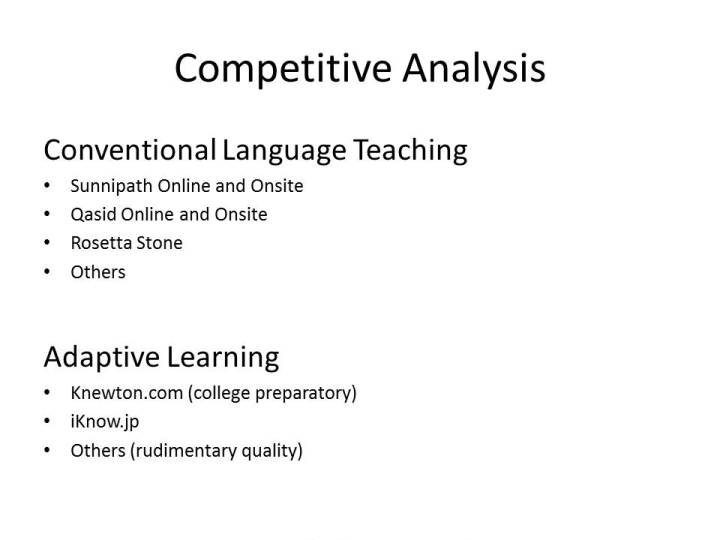 Competitive Analysis
Conventional Language Teaching
• Sunnipath Online and Onsite
• Qasid Online and Onsite
• Rosetta Stone
• Others
Adaptive Learning
• Knewton.com (college preparatory)
• iKnow.jp
• Others (rudimentary quality)